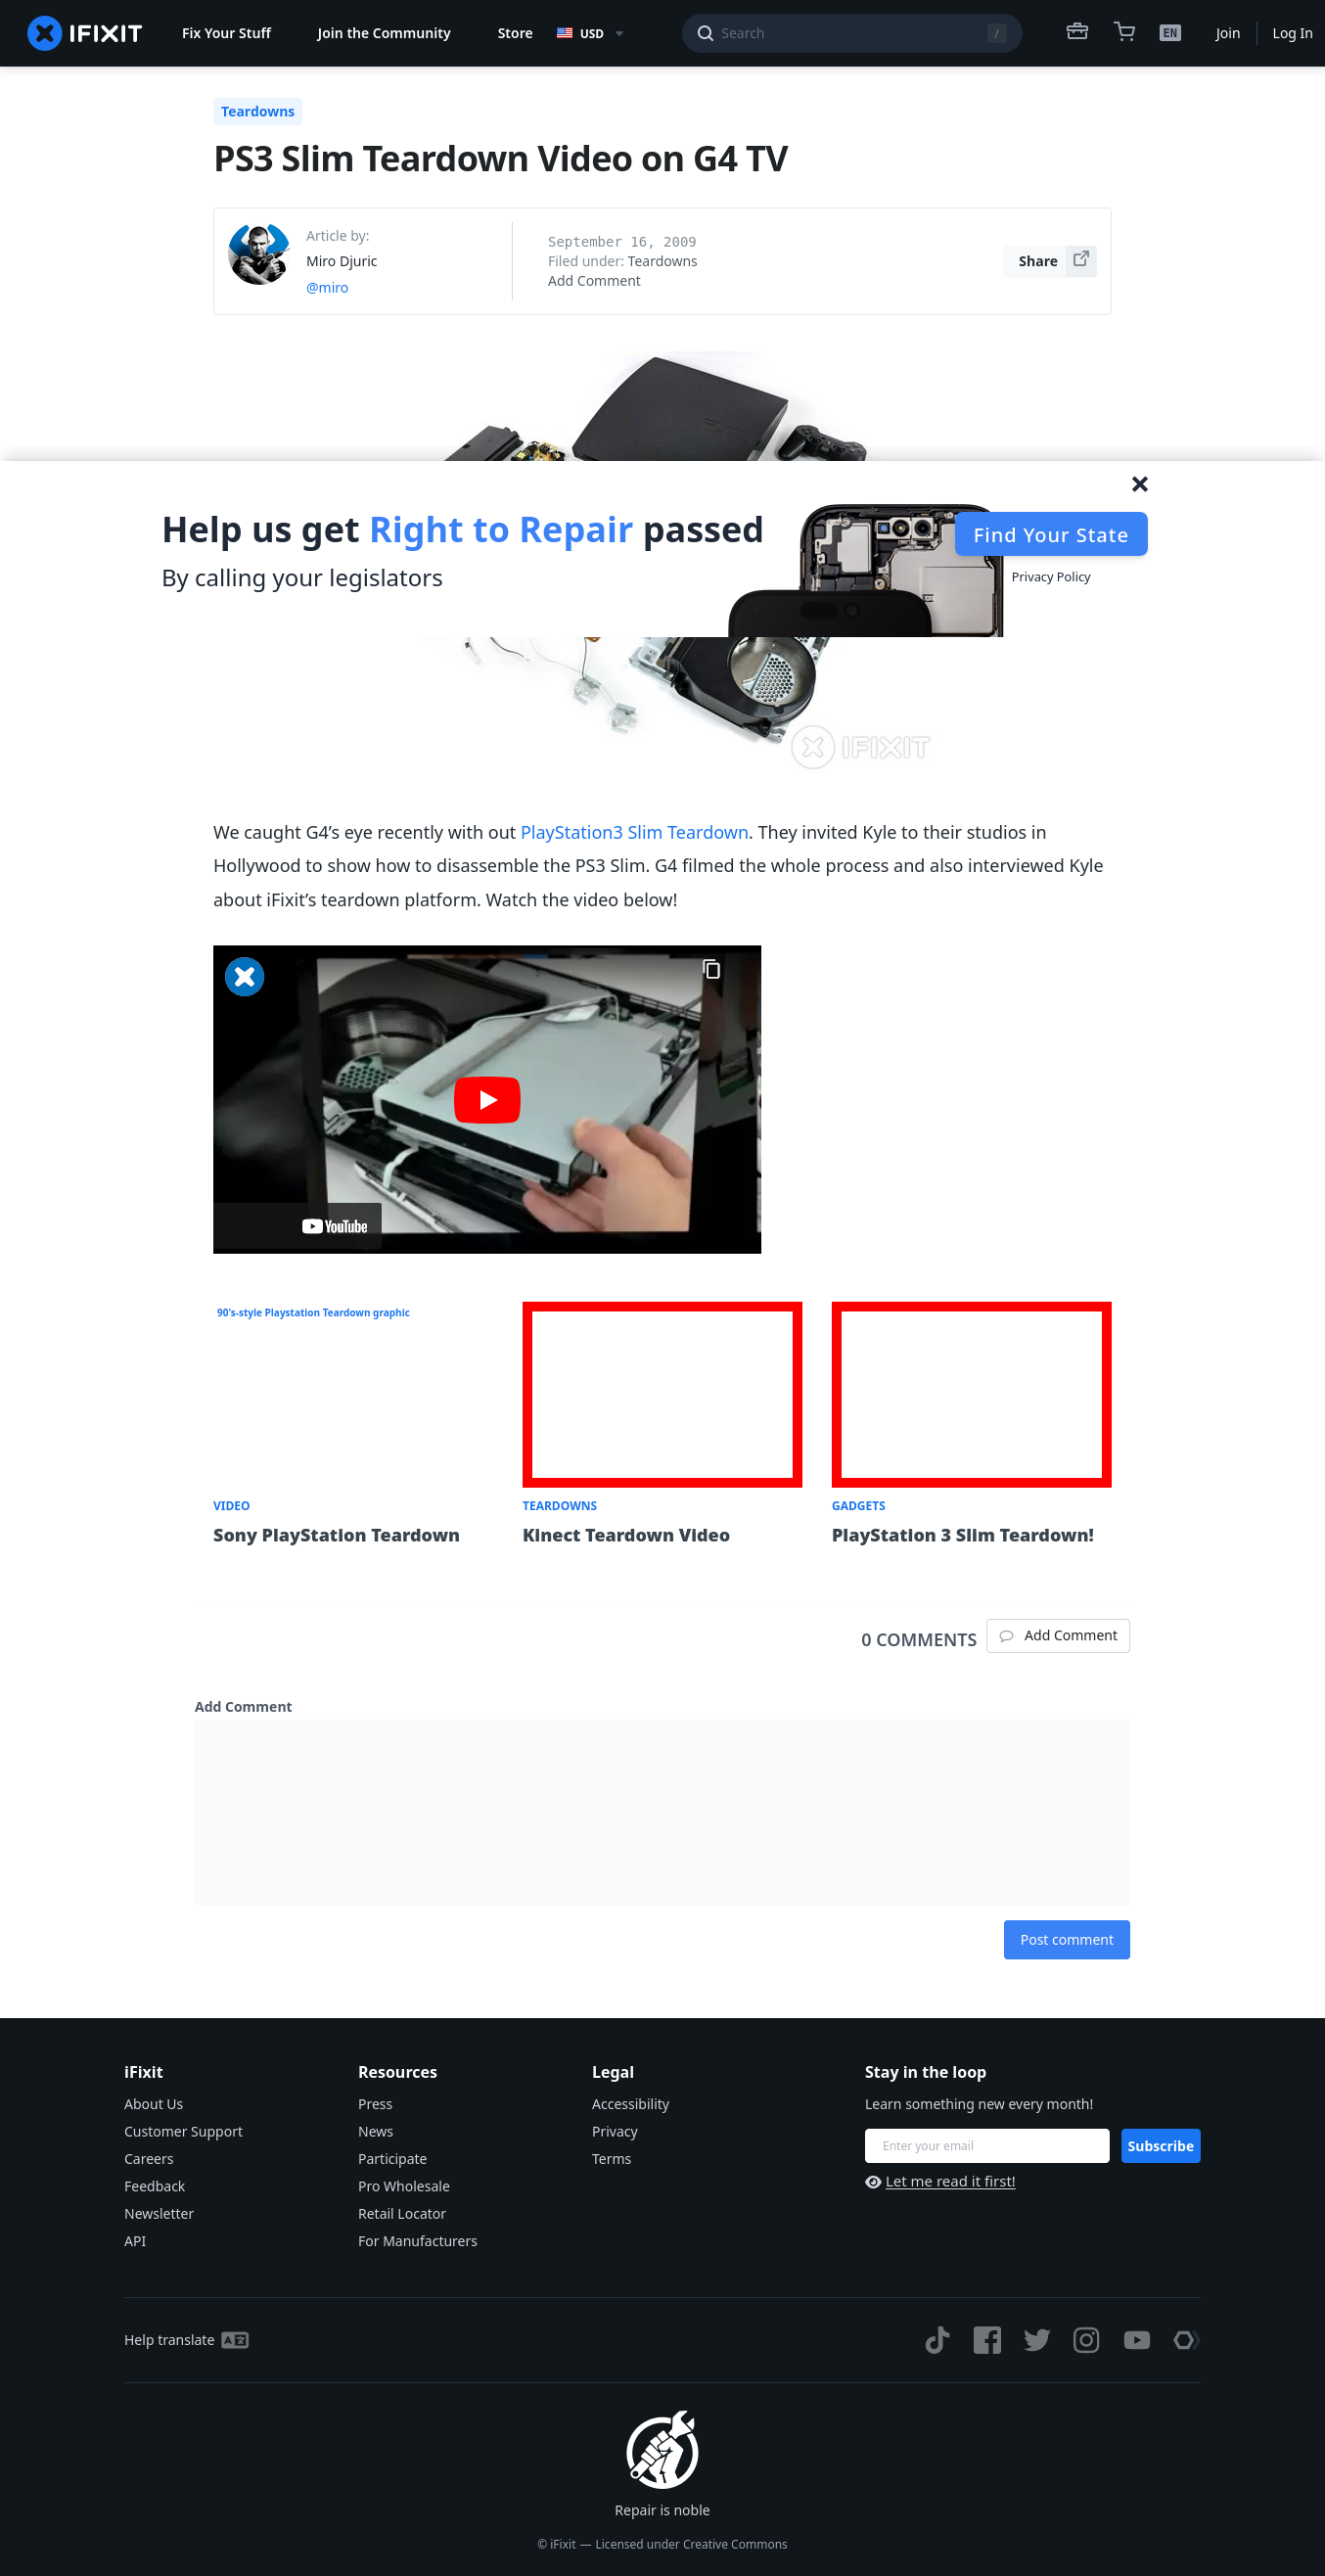 IFIXIT
Fix Your Stuff
Join the Community
Store
USD
Search
/
EN
Join
Log In
Teardowns
PS3 Slim Teardown Video on G4 TV
Article by:
Miro Djuric
@miro
September 16, 2009
Filed under: Teardowns
Add Comment
Share
Help us get Right to Repair passed
By calling your legislators
Find Your State
Privacy Policy
IFIXIT
We caught G4’s eye recently with out PlayStation3 Slim Teardown. They invited Kyle to their studios in
Hollywood to show how to disassemble the PS3 Slim. G4 filmed the whole process and also interviewed Kyle
about iFixit’s teardown platform. Watch the video below!
YouTube
90's-style Playstation Teardown graphic
VIDEO
Sony PlayStation Teardown
TEARDOWNS
Kinect Teardown Video
GADGETS
PlayStation 3 Slim Teardown!
0 COMMENTS
Add Comment
Add Comment
Post comment
iFixit
About Us
Customer Support
Careers
Feedback
Newsletter
API
Resources
Press
News
Participate
Pro Wholesale
Retail Locator
For Manufacturers
Legal
Accessibility
Privacy
Terms
Stay in the loop
Learn something new every month!
Enter your email
Subscribe
Let me read it first!
Help translate
Repair is noble
© iFixit — Licensed under Creative Commons